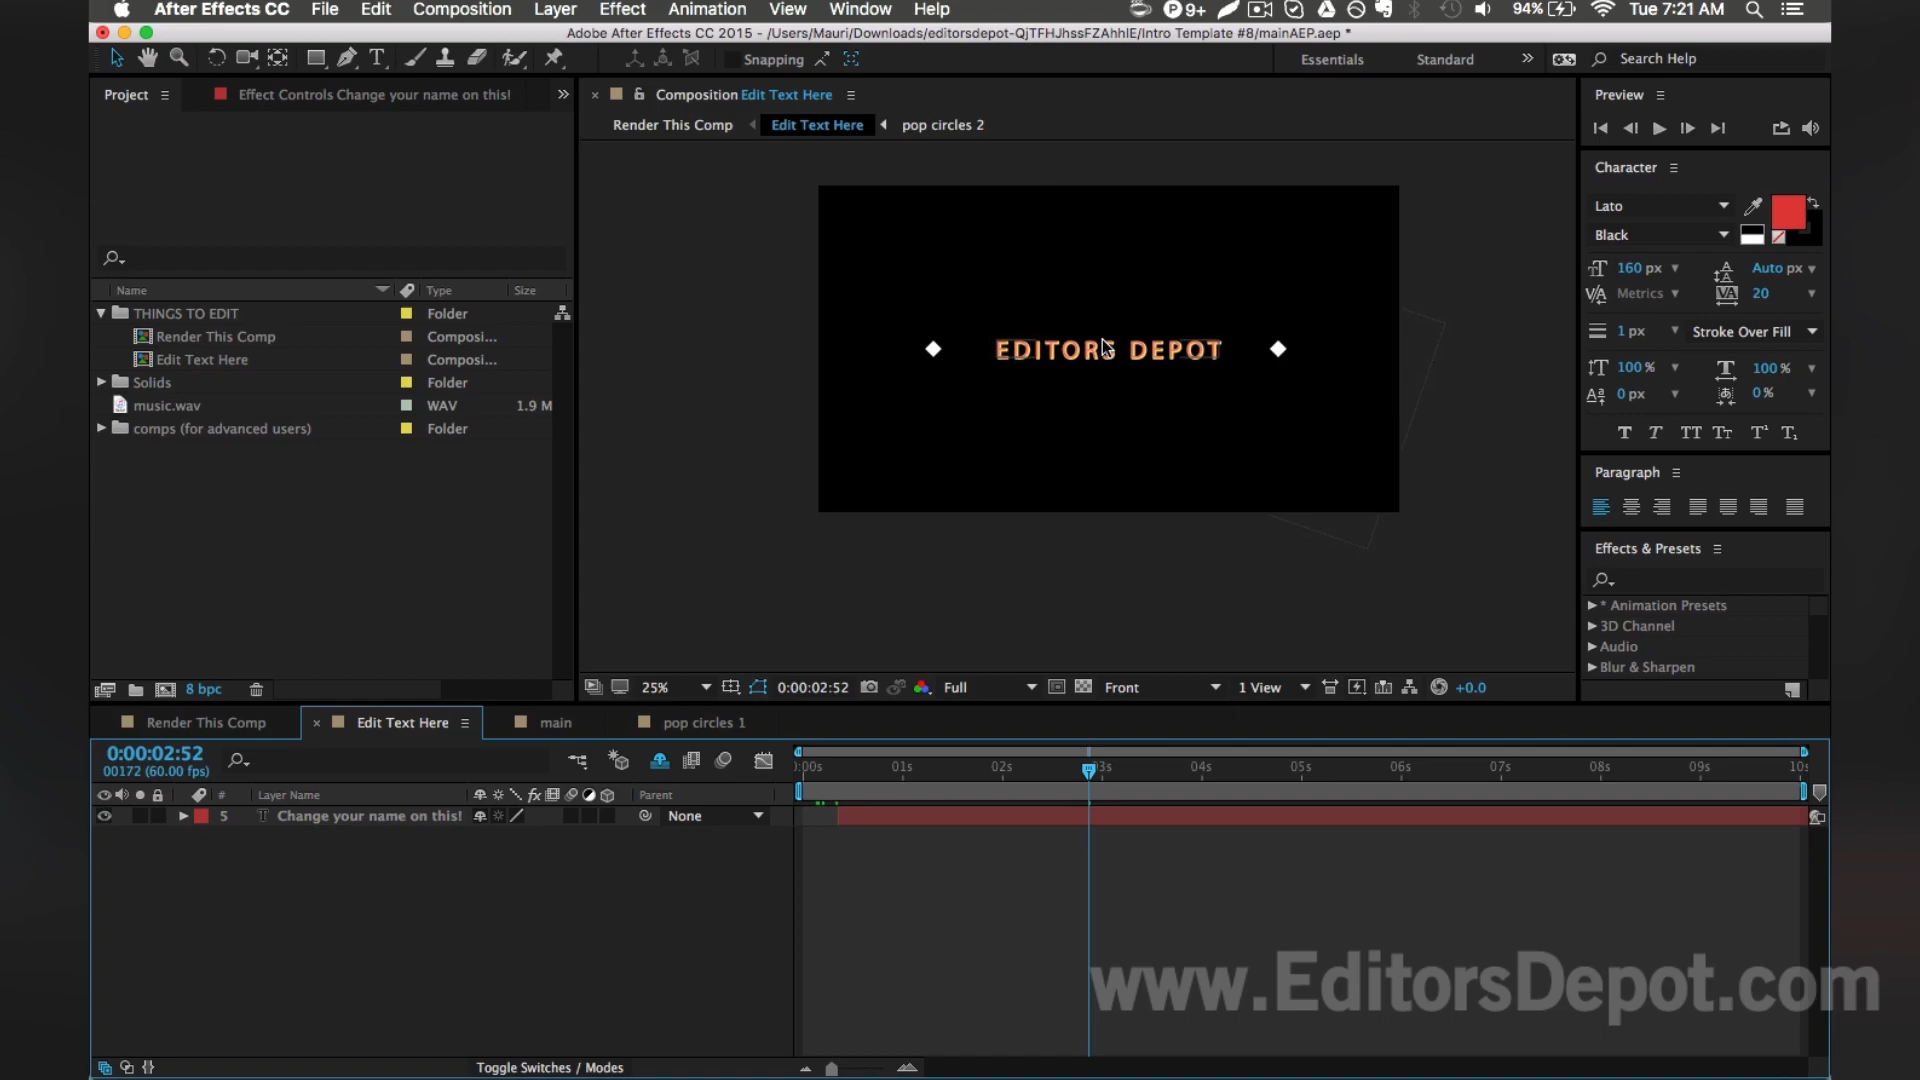 After Effects CC File Edit Composition Layer Effect Animation View Window Help 9+ 94% Tue 7:21 AM
Adobe After Effects CC 2015 - /Users/Mauri/Downloads/editorsdepot-QjTFHJhssFZAhhIE/Intro Template #8/mainAEP.aep *
Snapping Essentials Standard Search Help
Project Effect Controls Change your name on this!
Composition Edit Text Here
Render This Comp Edit Text Here pop circles 2
Name Type Size
THINGS TO EDIT Folder
Render This Comp Composi...
Edit Text Here Composi...
Solids Folder
music.wav WAV 1.9 M
comps (for advanced users) Folder
8 bpc
EDITORS DEPOT
25% 0:00:02:52 Full Front 1 View +0.0
Preview
Character
Lato
Black
160 px Auto px
Metrics 20
1 px Stroke Over Fill
100 % 100 %
0 px 0 %
T T TT Tт T¹ T₁
Paragraph
Effects & Presets
* Animation Presets
3D Channel
Audio
Blur & Sharpen
Render This Comp Edit Text Here main pop circles 1
0:00:02:52
00172 (60.00 fps)
:00s 01s 02s 03s 04s 05s 06s 07s 08s 09s 10s
# Layer Name Parent
5 T Change your name on this! None
www.EditorsDepot.com
Toggle Switches / Modes